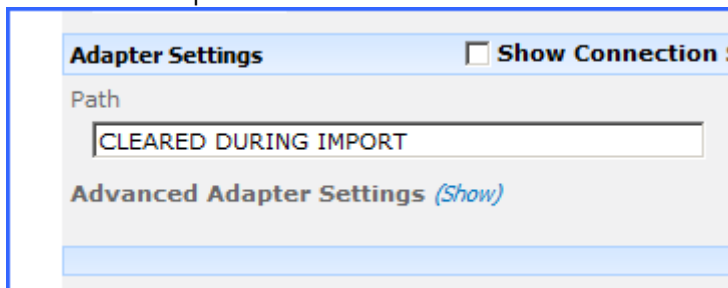 Adapter Settings Show Connection
Path
CLEARED DURING IMPORT
Advanced Adapter Settings (Show)